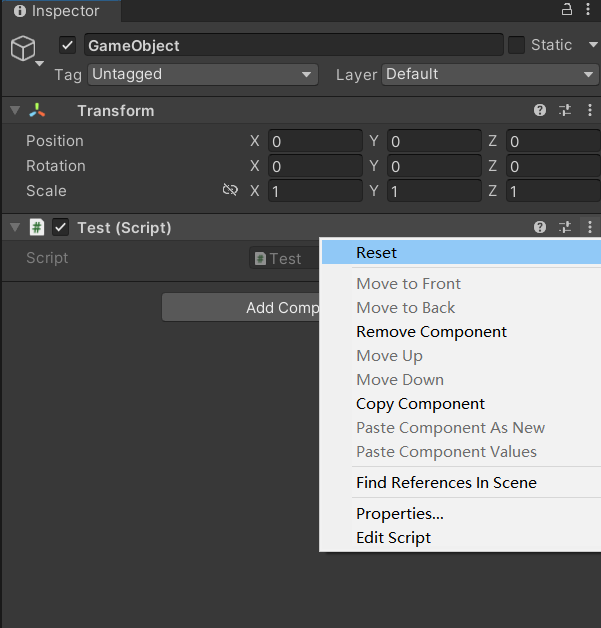 Inspector
GameObject
Static
Tag Untagged Layer Default
Transform
Position X 0 Y 0 Z 0
Rotation X 0 Y 0 Z 0
Scale X 1 Y 1 Z 1
# Test (Script)
Script # Test
Reset
Move to Front
Add Comp
Move to Back
Remove Component
Move Up
Move Down
Copy Component
Paste Component As New
Paste Component Values
Find References In Scene
Properties...
Edit Script